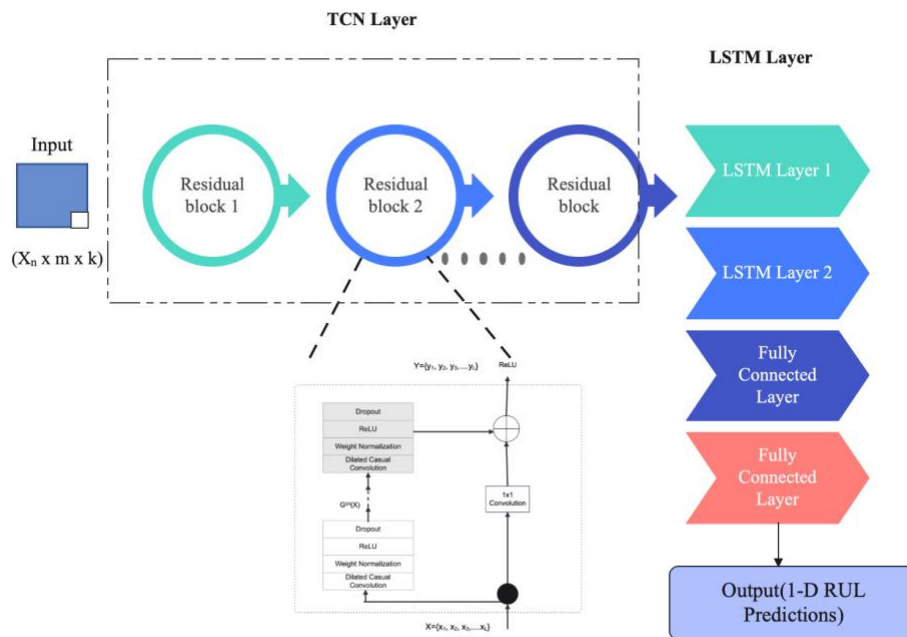 TCN Layer
LSTM Layer
Input
(Xn x m x k)
Residual
block 1
Residual
block 2
Residual
block
LSTM Layer 1
LSTM Layer 2
Fully
Connected
Layer
Fully
Connected
Layer
Output(1-D RUL
Predictions)
Y={y1, y2, y3,....yL}
ReLU
Dropout
ReLU
Weight Normalization
Dilated Casual
Convolution
1x1
Convolution
Dropout
ReLU
Weight Normalization
Dilated Casual
Convolution
X={x1, x2, x3,....xL}